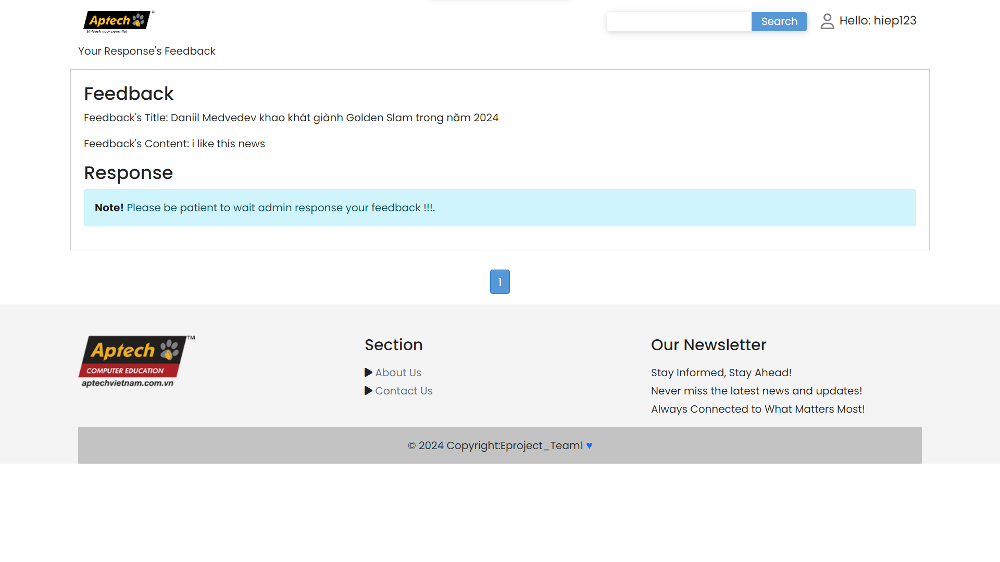 Aptech
®
Unleash your potential
Search
Hello: hiep123
Your Response's Feedback
Feedback
Feedback's Title: Daniil Medvedev khao khát giành Golden Slam trong năm 2024
Feedback's Content: i like this news
Response
Note! Please be patient to wait admin response your feedback !!!.
1
Aptech
TM
COMPUTER EDUCATION
aptechvietnam.com.vn
Section
About Us
Contact Us
Our Newsletter
Stay Informed, Stay Ahead!
Never miss the latest news and updates!
Always Connected to What Matters Most!
© 2024 Copyright:Eproject_Team1 ♥